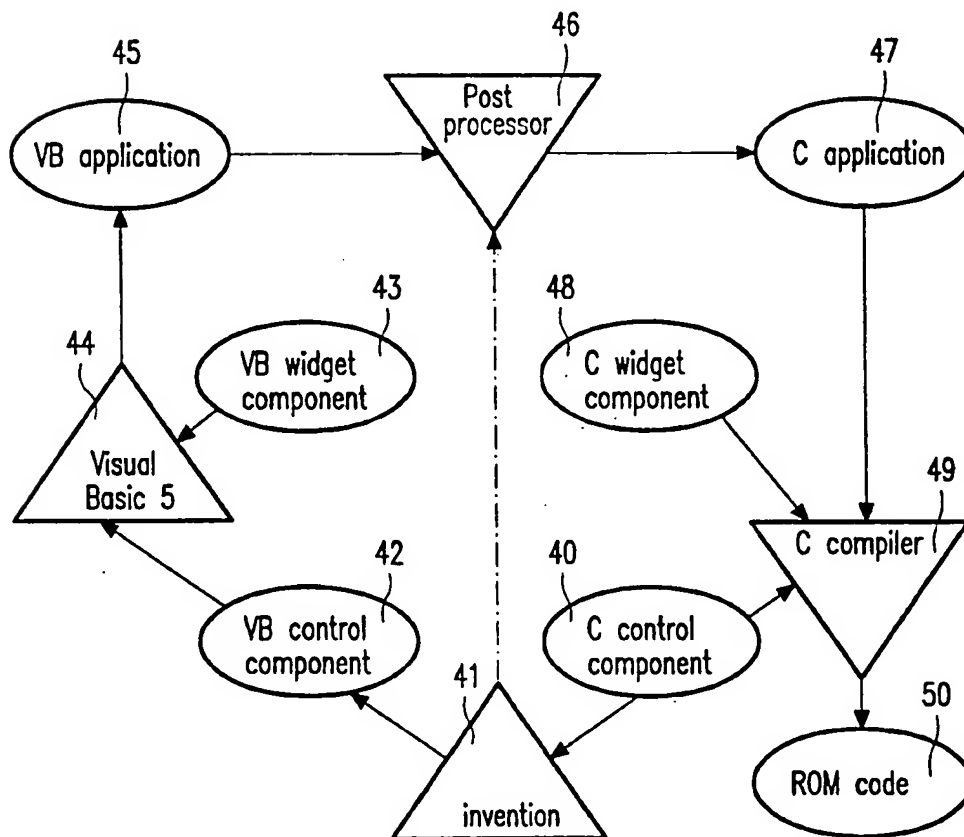 45
46
47
VB application
Post
processor
C application
43
48
44
VB widget
component
C widget
component
Visual
Basic 5
49
C compiler
42
40
VB control
component
C control
component
41
invention
50
ROM code